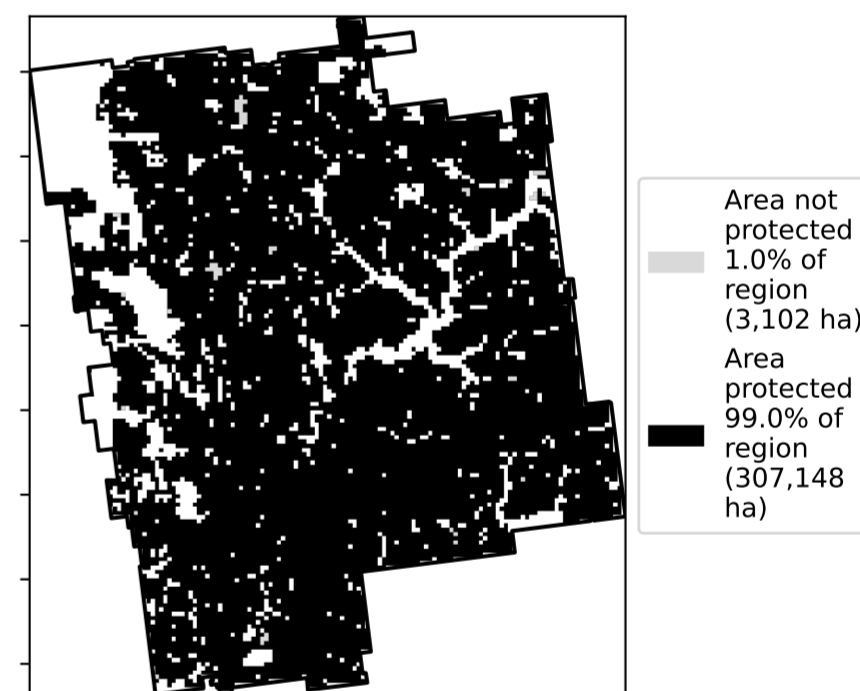 Area not
protected
1.0% of
region
(3,102 ha)
Area
protected
99.0% of
region
(307,148
ha)